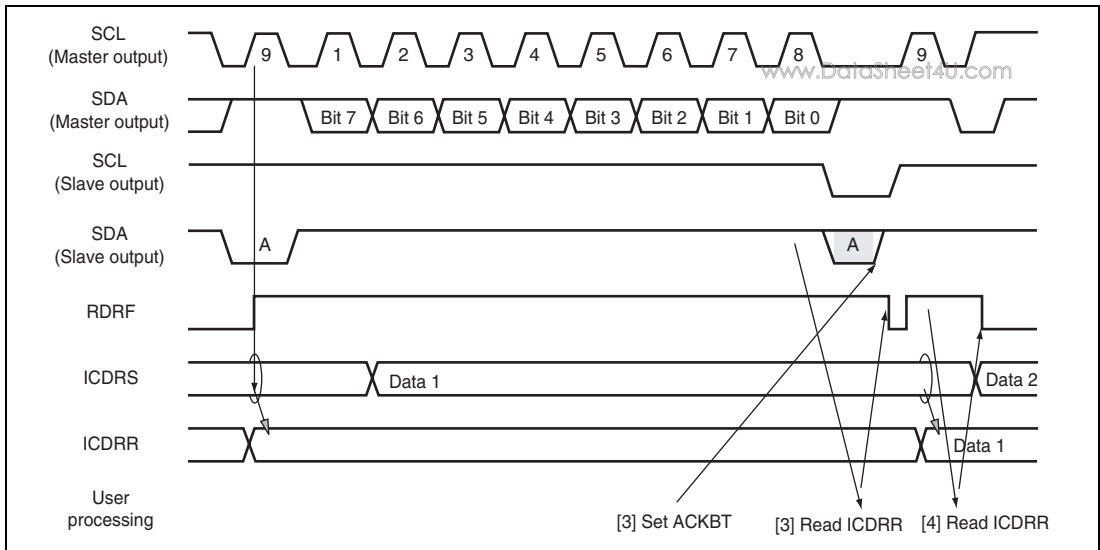 SCL
(Master output)
9 1 2 3 4 5 6 7 8 9
www.DataSheet4U.com
SDA
(Master output)
Bit 7 Bit 6 Bit 5 Bit 4 Bit 3 Bit 2 Bit 1 Bit 0
SCL
(Slave output)
SDA
(Slave output)
A A
RDRF
ICDRS
Data 1 Data 2
ICDRR
Data 1
User
processing
[3] Set ACKBT [3] Read ICDRR [4] Read ICDRR